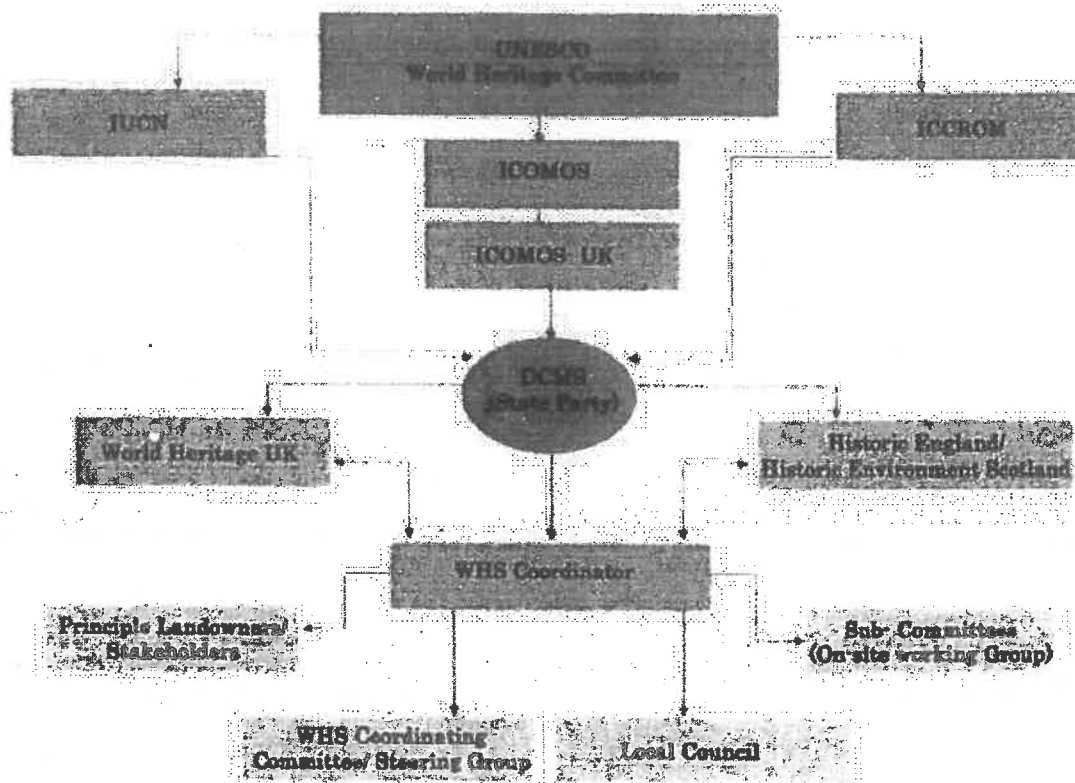 UNESCO
World Heritage Committee
IUCN
ICCROM
ICOMOS
ICOMOS UK
DCMS
(State Party)
World Heritage UK
Historic England/
Historic Environment Scotland
WHS Coordinator
Principle Landowners/
Stakeholders
Sub- Committees
(On site working Group)
WHS Coordinating
Committee/ Steering Group
Local Council